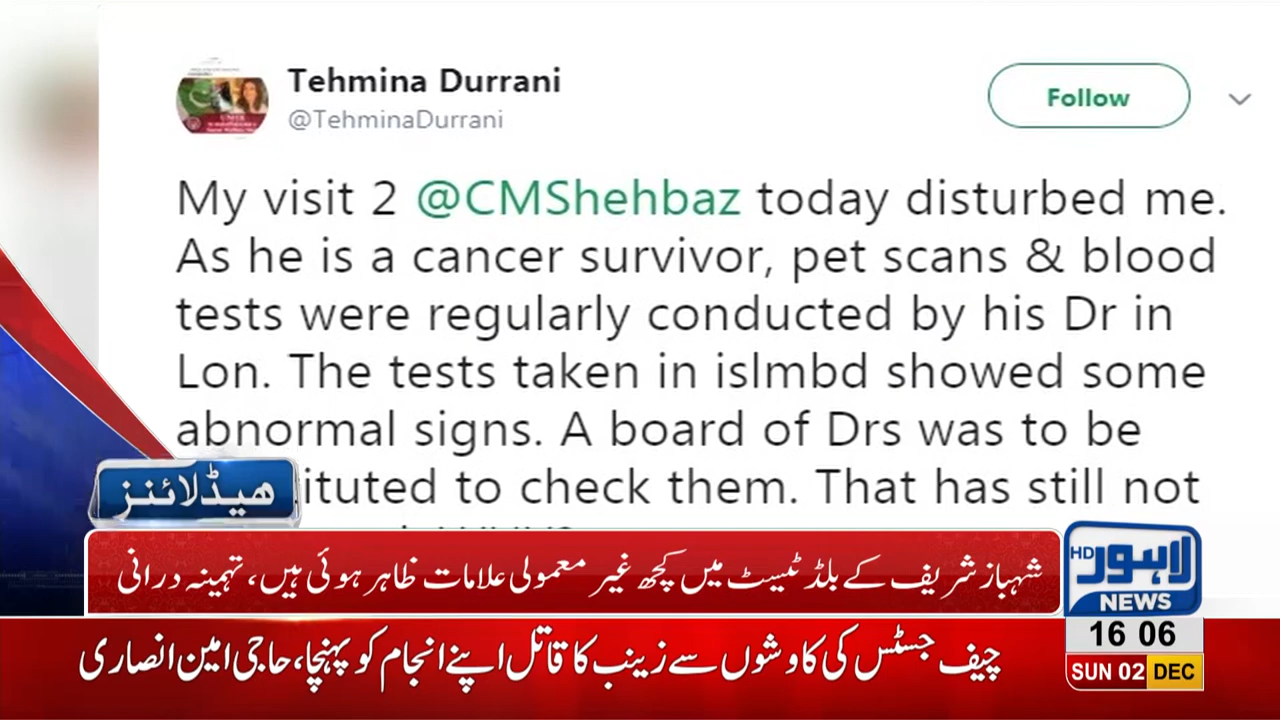 Tehmina Durrani
@TehminaDurrani
Follow
My visit 2 @CMShehbaz today disturbed me.
As he is a cancer survivor, pet scans & blood
tests were regularly conducted by his Dr in
Lon. The tests taken in islmbd showed some
abnormal signs. A board of Drs was to be
ituted to check them. That has still not
ھیڈلائنز
شہباز شریف کے بلڈ ٹیسٹ میں کچھ غیر معمولی علامات ظاہر ہوئی ہیں، تہمینہ درانی
HD لاہور
NEWS
16 06
SUN 02 DEC
چیف جسٹس کی کاوشوں سے زینب کا قاتل اپنے انجام کو پہنچا، حاجی امین انصاری